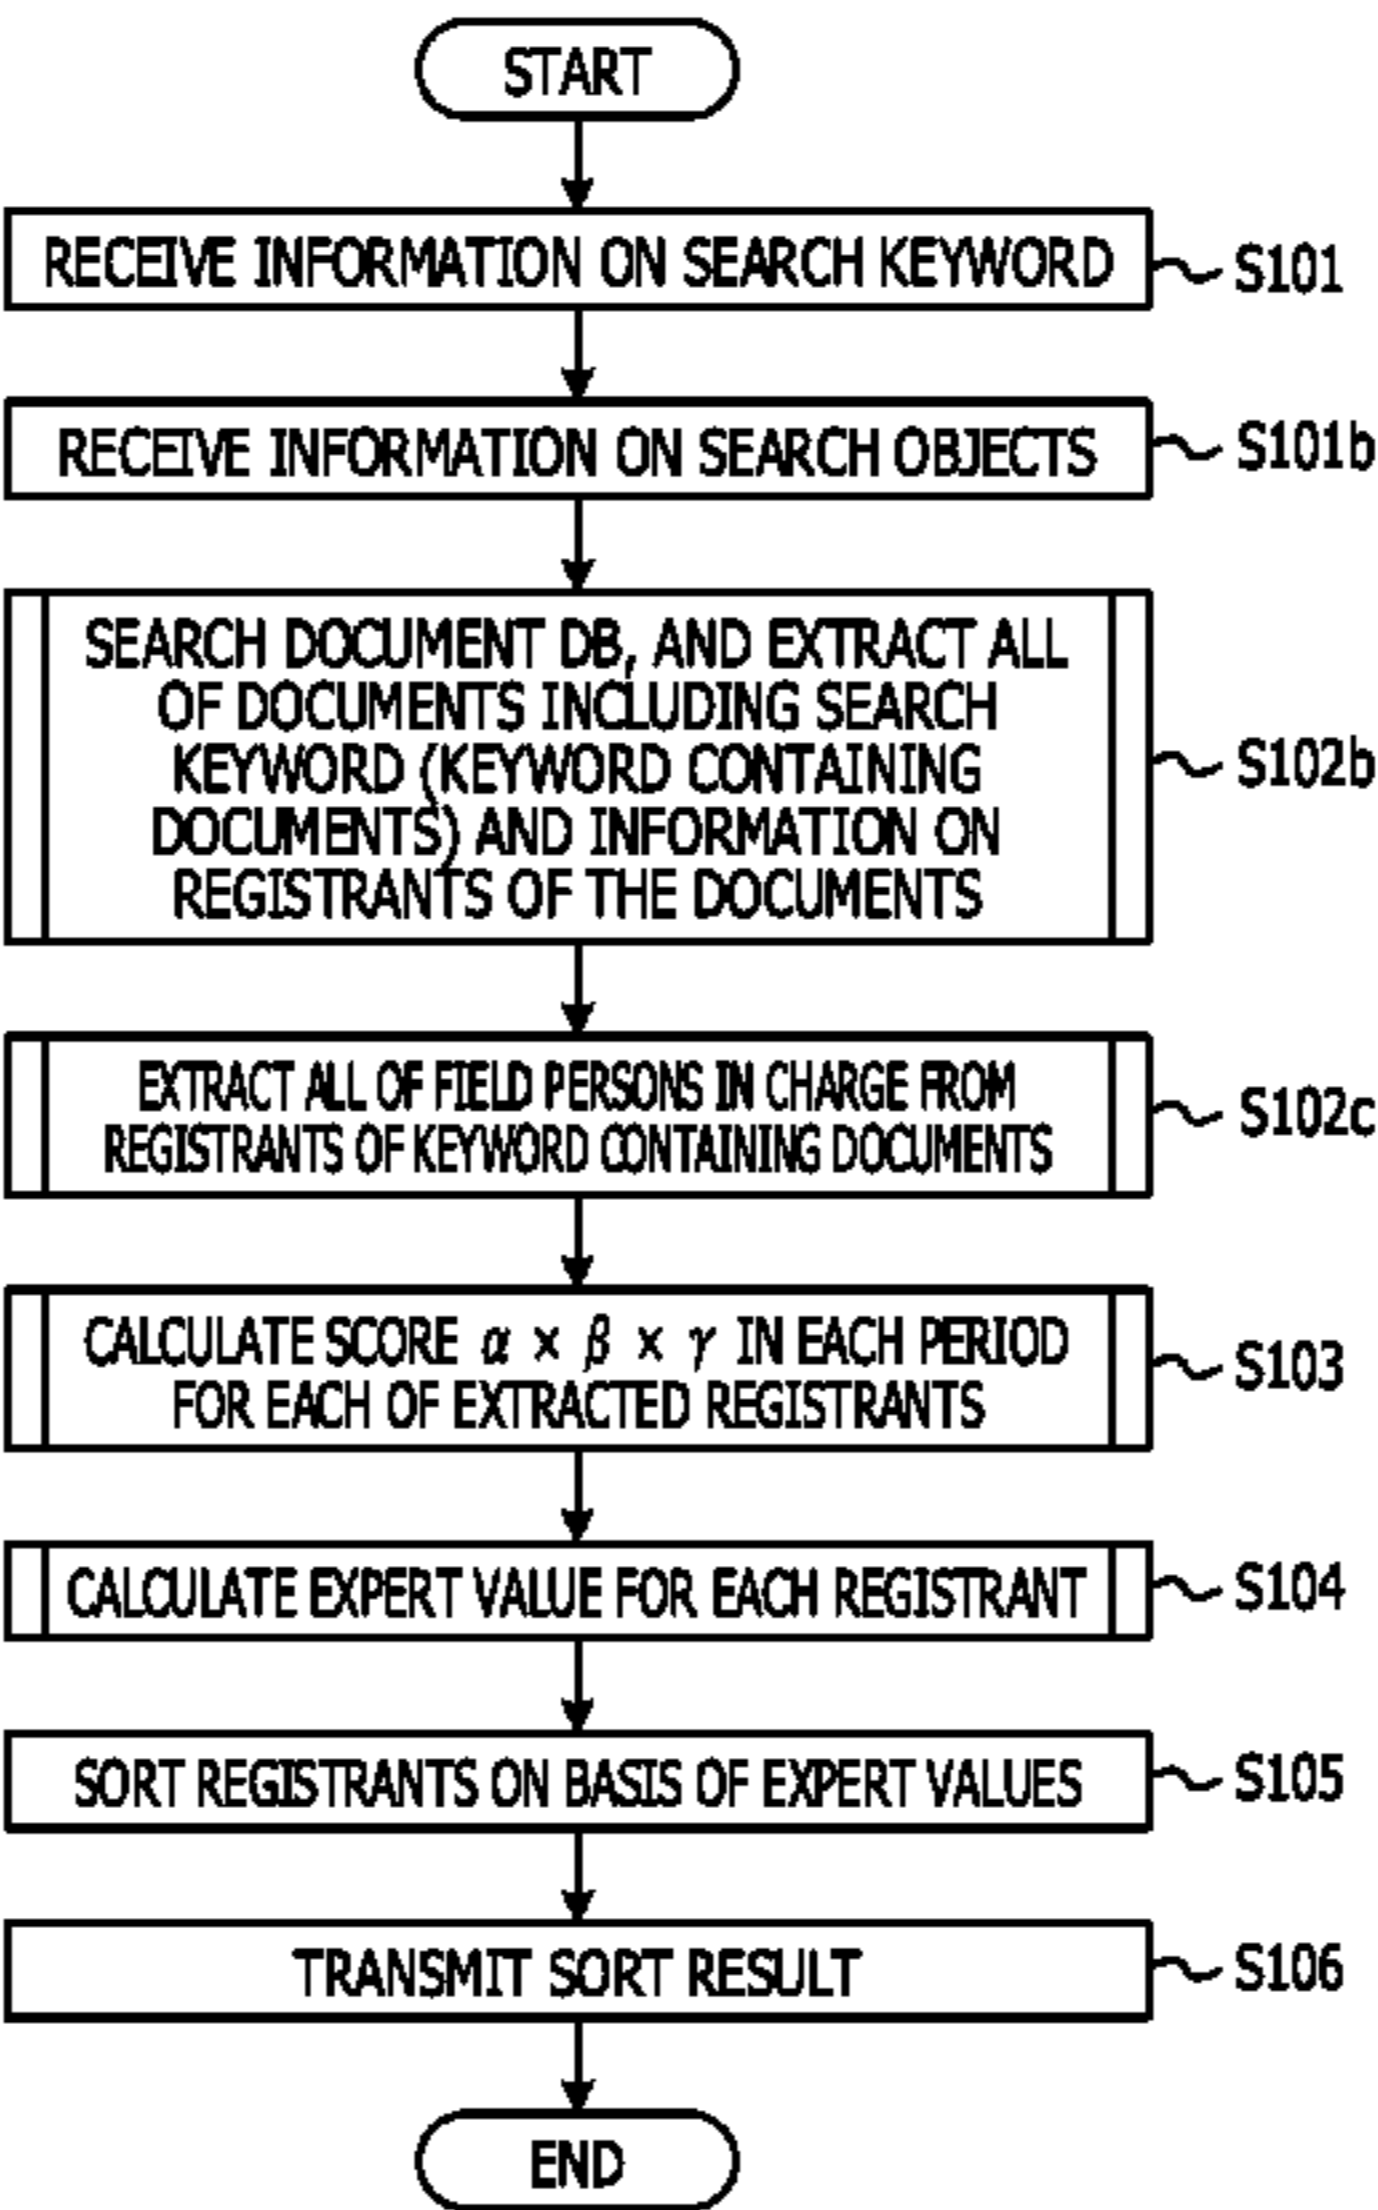 START
RECEIVE INFORMATION ON SEARCH KEYWORD
S101
RECEIVE INFORMATION ON SEARCH OBJECTS
S101b
SEARCH DOCUMENT DB, AND EXTRACT ALL
OF DOCUMENTS INCLUDING SEARCH
KEYWORD (KEYWORD CONTAINING
DOCUMENTS) AND INFORMATION ON
REGISTRANTS OF THE DOCUMENTS
S102b
EXTRACT ALL OF FIELD PERSONS IN CHARGE FROM
REGISTRANTS OF KEYWORD CONTAINING DOCUMENTS
S102c
CALCULATE SCORE α × β × γ IN EACH PERIOD
FOR EACH OF EXTRACTED REGISTRANTS
S103
CALCULATE EXPERT VALUE FOR EACH REGISTRANT
S104
SORT REGISTRANTS ON BASIS OF EXPERT VALUES
S105
TRANSMIT SORT RESULT
S106
END